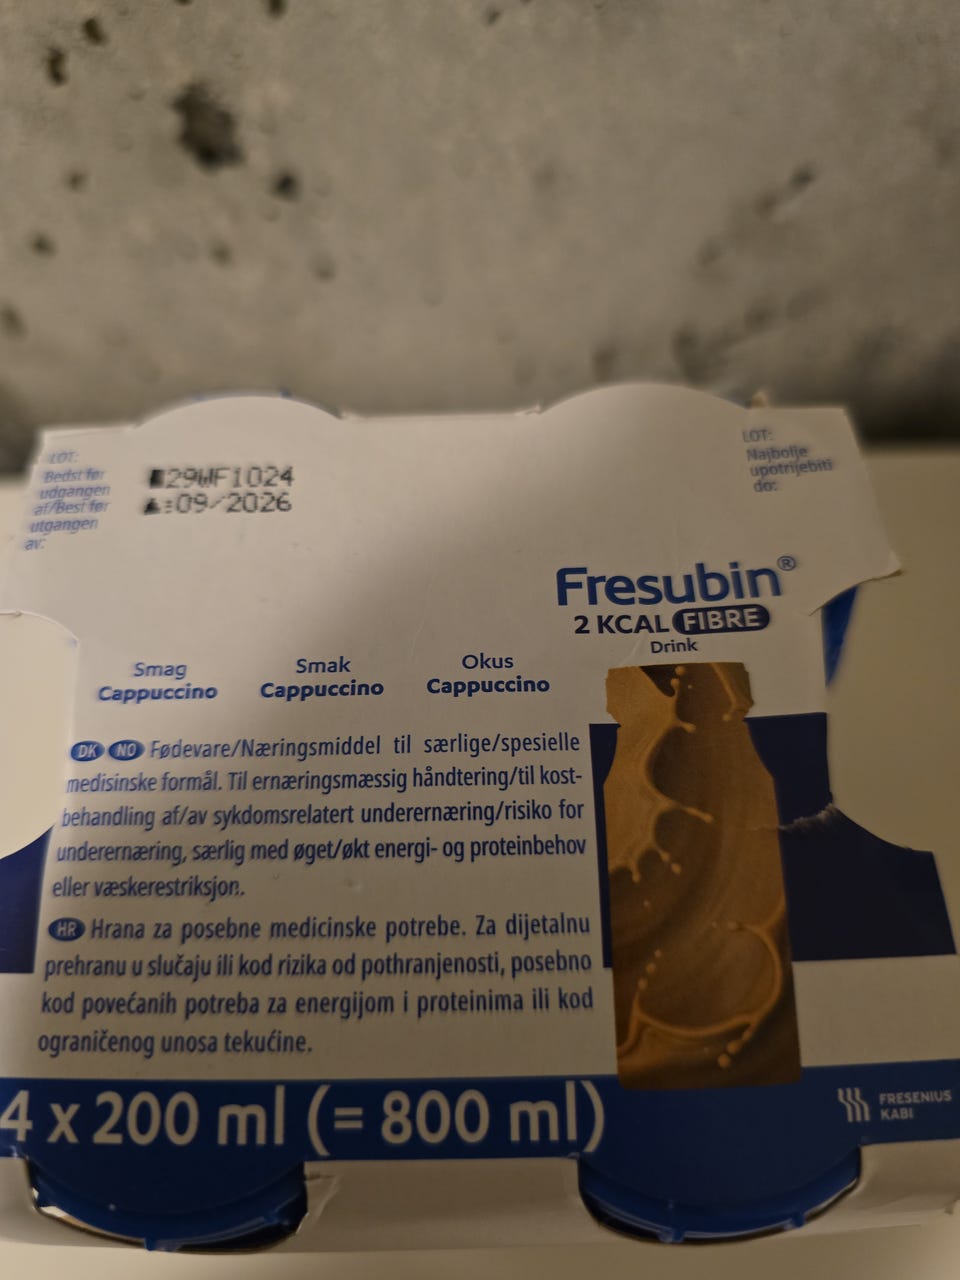 LOT:
Bedst før
udgangen
af/Best før
utgangen
av:
29WF1024
09/2026
LOT:
Najbolje
upotrijebiti
do:
Fresubin®
2 KCAL FIBRE
Drink
Smag
Cappuccino
Smak
Cappuccino
Okus
Cappuccino
DK NO Fødevare/Næringsmiddel til særlige/spesielle
medisinske formål. Til ernæringsmæssig håndtering/til kost-
behandling af/av sykdomsrelatert underernæring/risiko for
underernæring, særlig med øget/økt energi- og proteinbehov
eller væskerestriksjon.
HR Hrana za posebne medicinske potrebe. Za dijetalnu
prehranu u slučaju ili kod rizika od pothranjenosti, posebno
kod povećanih potreba za energijom i proteinima ili kod
ograničenog unosa tekućine.
4 x 200 ml (= 800 ml)
FRESENIUS
KABI